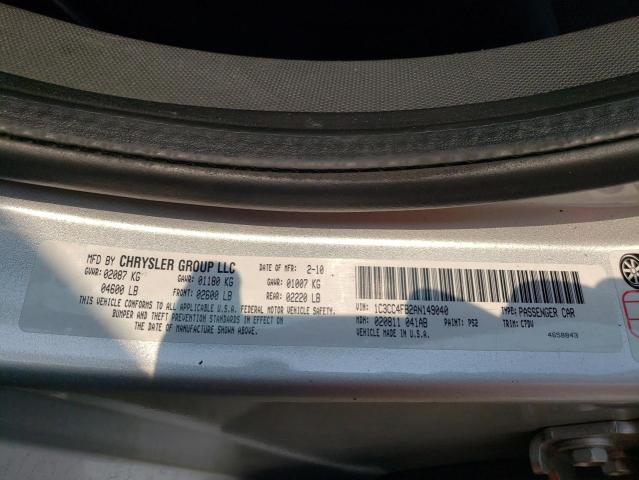 MFD BY CHRYSLER GROUP LLC DATE OF MFR: 2-10
GVWR: 02087 KG GAWR: 01180 KG GAWR: 01007 KG
04600 LB FRONT: 02600 LB REAR: 02220 LB
THIS VEHICLE CONFORMS TO ALL APPLICABLE U.S.A. FEDERAL MOTOR VEHICLE SAFETY,
BUMPER AND THEFT PREVENTION STANDARDS IN EFFECT ON
THE DATE OF MANUFACTURE SHOWN ABOVE.
VIN: 1C3CC4FB2AN149040 TYPE: PASSENGER CAR
MDH: 020811 041AB PAINT: PS2 TRIM: C7DV
VEHICLE MADE IN U.S.A. 4658843